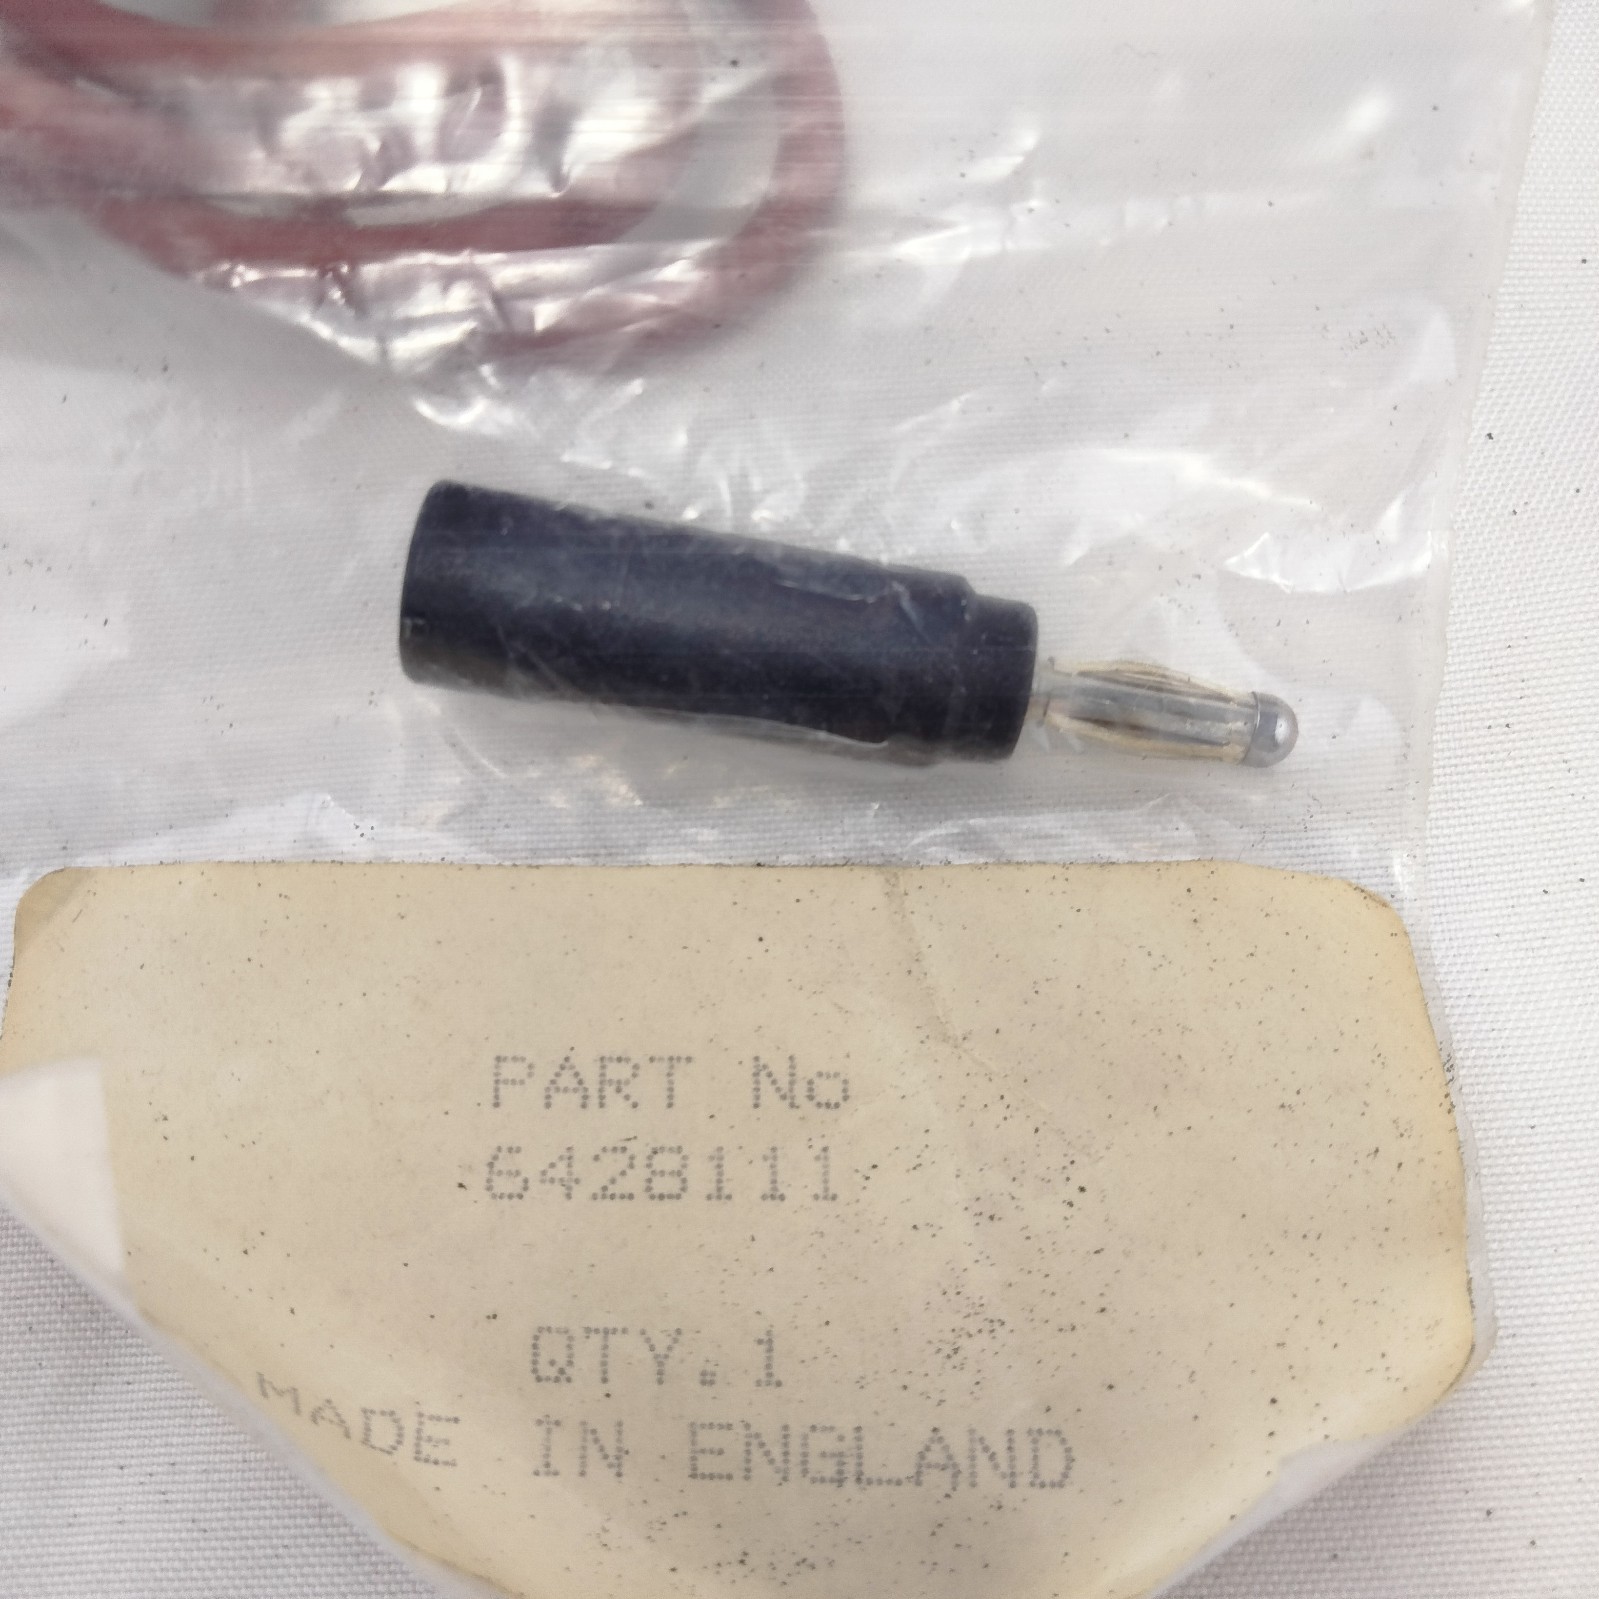 PART No
6428111
QTY.1
MADE IN ENGLAND